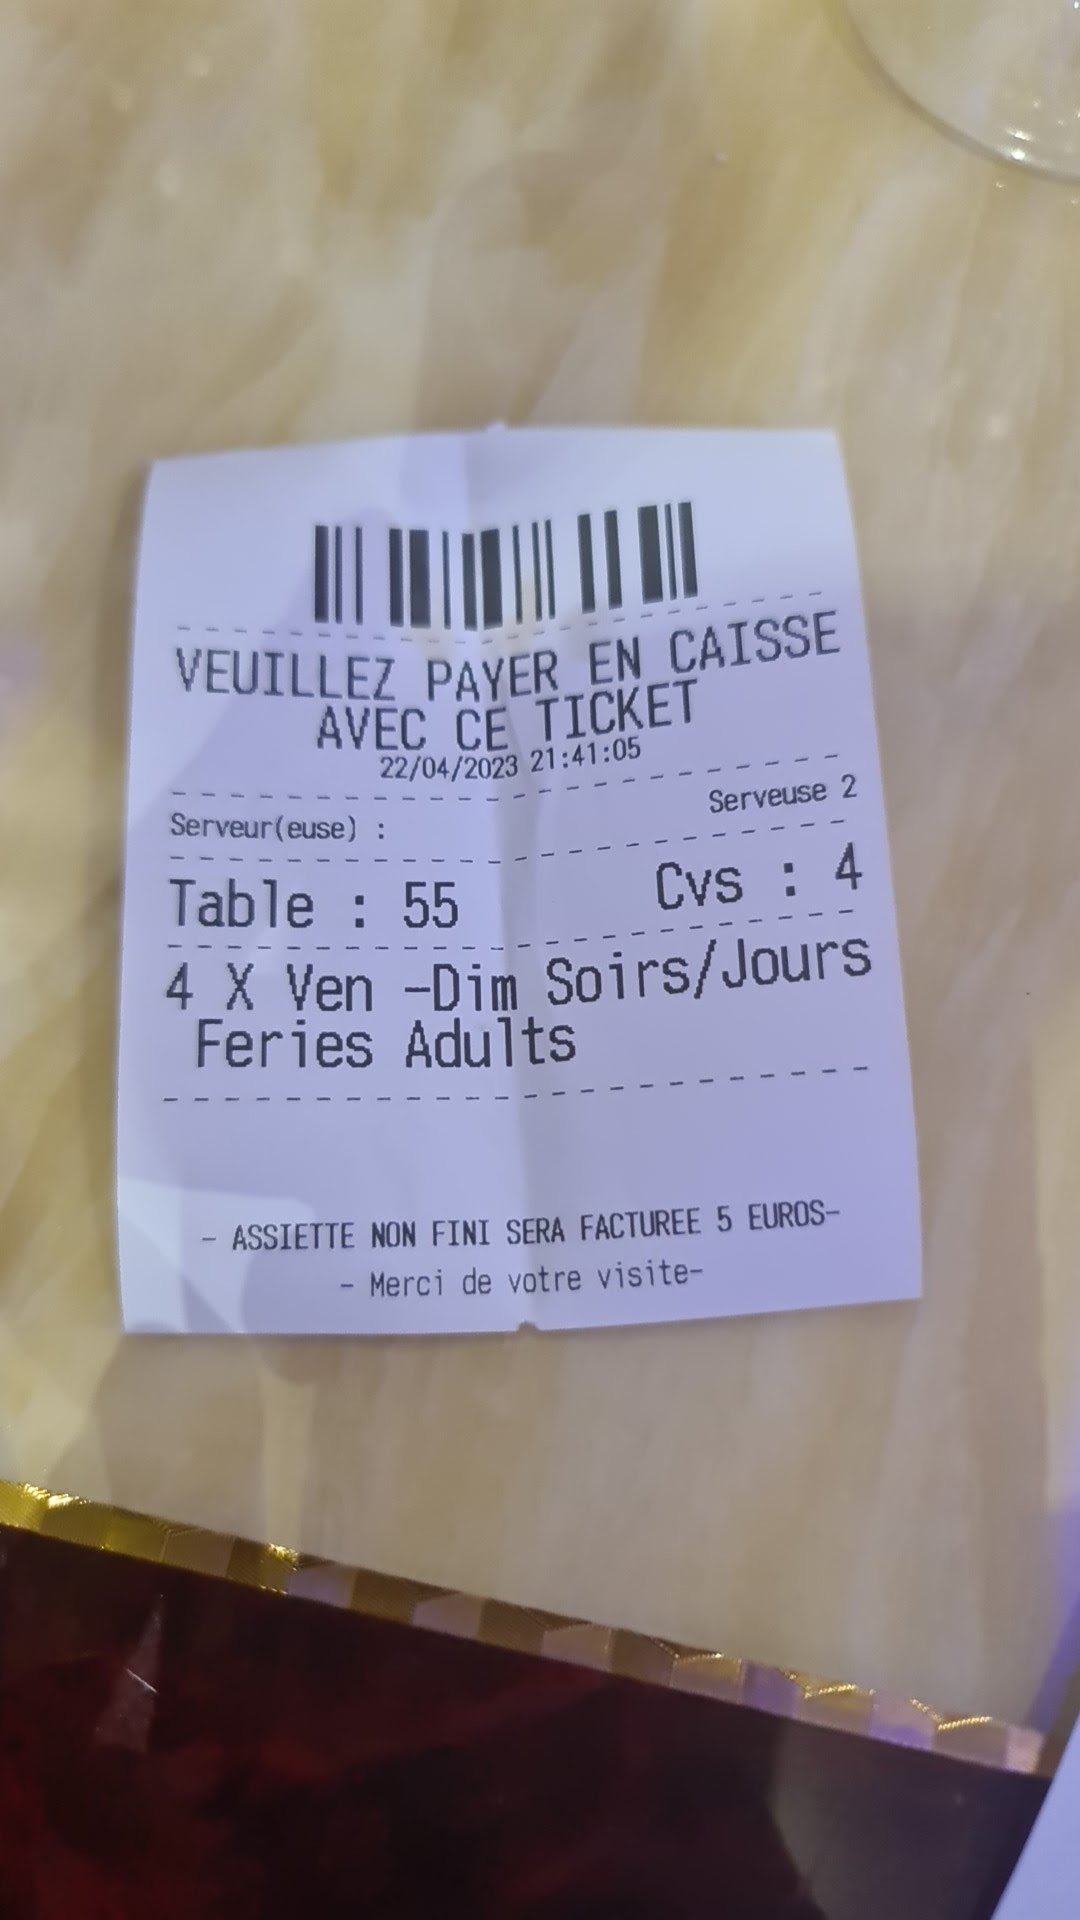 VEUILLEZ PAYER EN CAISSE
AVEC CE TICKET
22/04/2023 21:41:05
Serveur(euse) : Serveuse 2
Table : 55 Cvs : 4
4 X Ven -Dim Soirs/Jours
Feries Adults
- ASSIETTE NON FINI SERA FACTUREE 5 EUROS-
- Merci de votre visite-